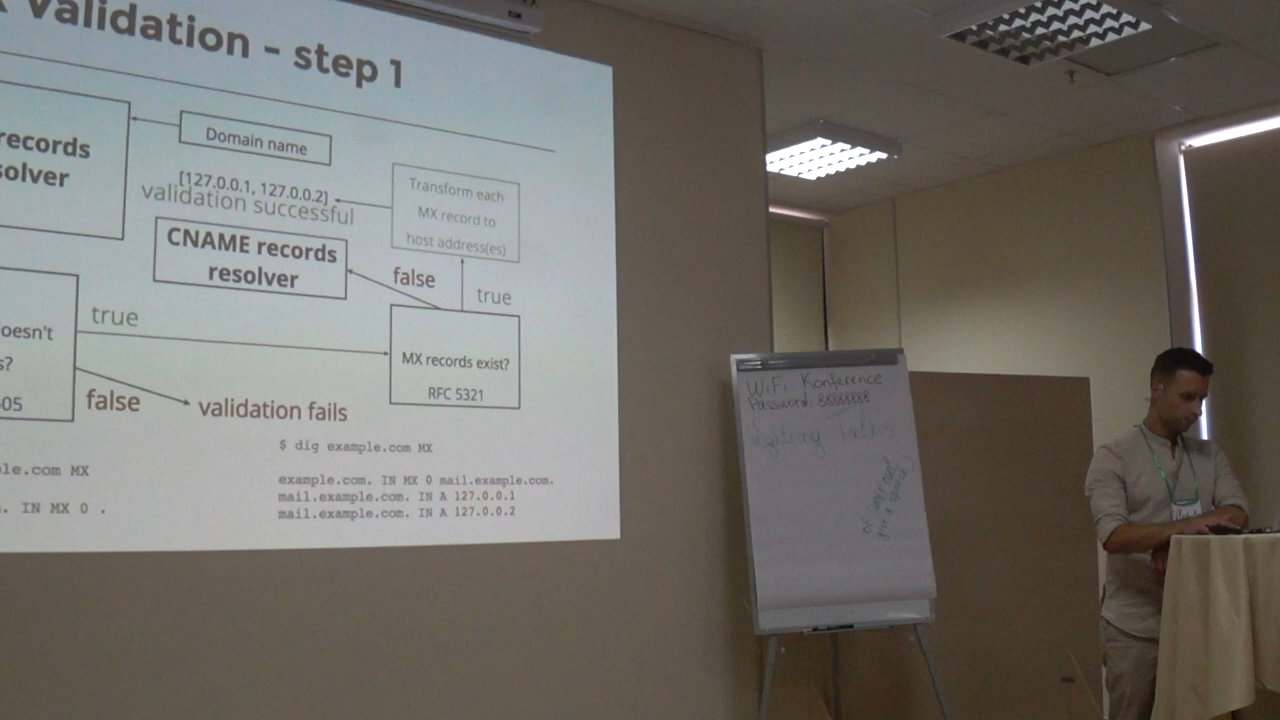 Validation - step 1
records
solver
Domain name
[127.0.0.1, 127.0.0.2]
validation successful
Transform each
MX record to
host address(es)
CNAME records
resolver
false
true
oesn't
s?
05
true
false
validation fails
MX records exist?
RFC 5321
$ dig example.com MX
example.com. IN MX 0 mail.example.com.
mail.example.com. IN A 127.0.0.1
mail.example.com. IN A 127.0.0.2
le.com MX
. IN MX 0 .
WiFi Konference
Password 88888888
Lightning Talks